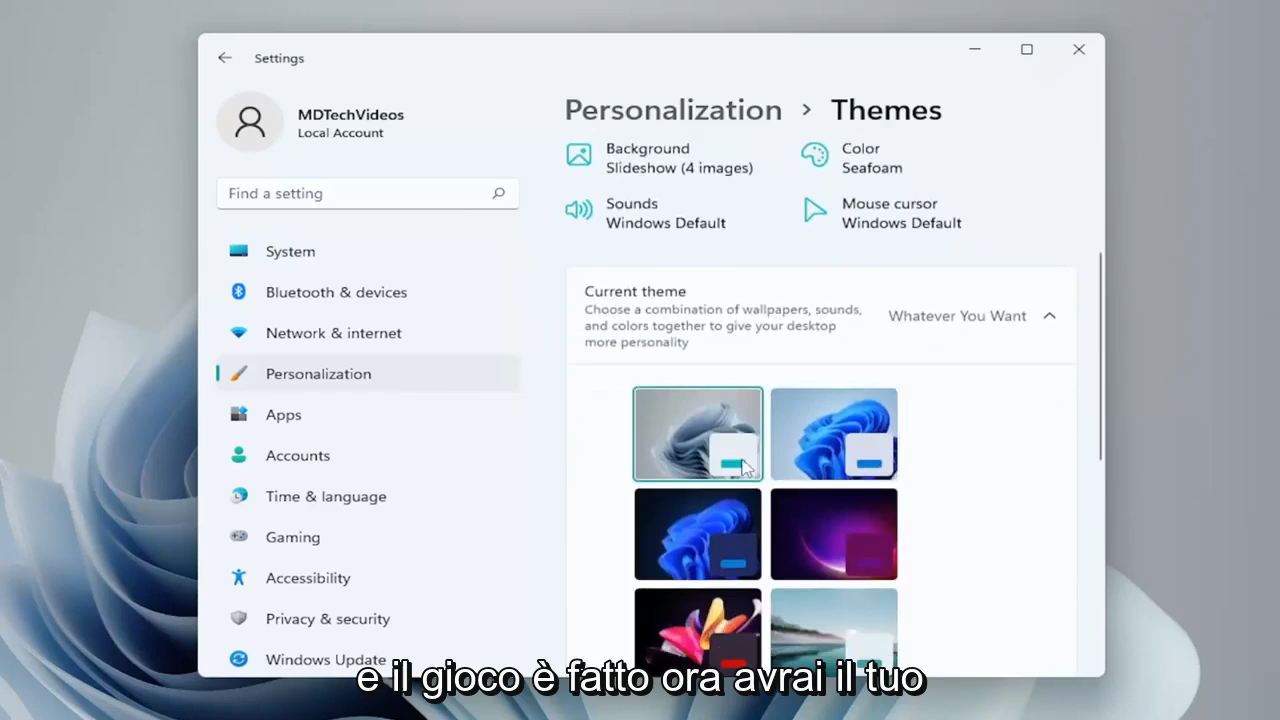 Settings
MDTechVideos
Local Account
Find a setting
System
Bluetooth & devices
Network & internet
Personalization
Apps
Accounts
Time & language
Gaming
Accessibility
Privacy & security
Windows Update
Personalization > Themes
Background
Slideshow (4 images)
Color
Seafoam
Sounds
Windows Default
Mouse cursor
Windows Default
Current theme
Choose a combination of wallpapers, sounds,
and colors together to give your desktop
more personality
Whatever You Want
e il gioco è fatto ora avrai il tuo